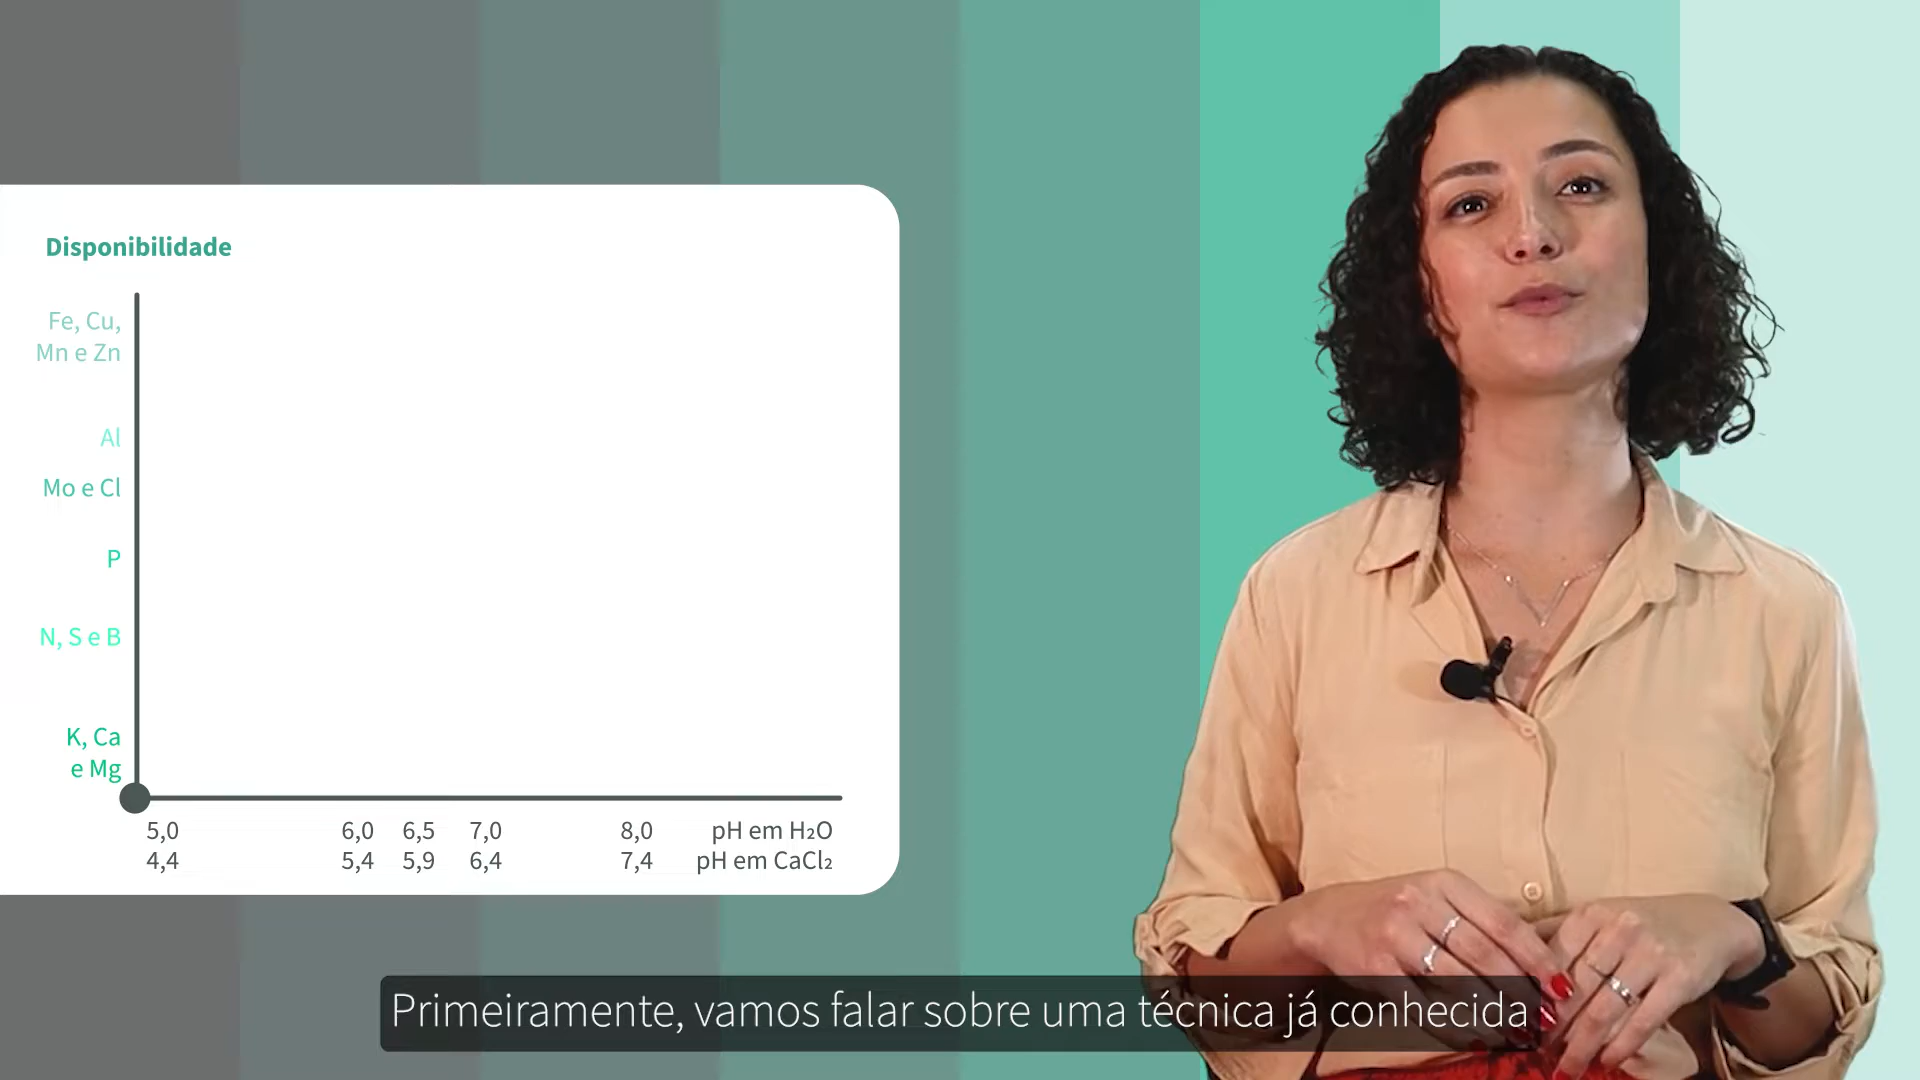 Disponibilidade
Fe, Cu,
Mn e Zn
Al
Mo e Cl
P
N, S e B
K, Ca
e Mg
5,0 6,0 6,5 7,0 8,0 pH em H₂O
4,4 5,4 5,9 6,4 7,4 pH em CaCl₂
Primeiramente, vamos falar sobre uma técnica já conhecida